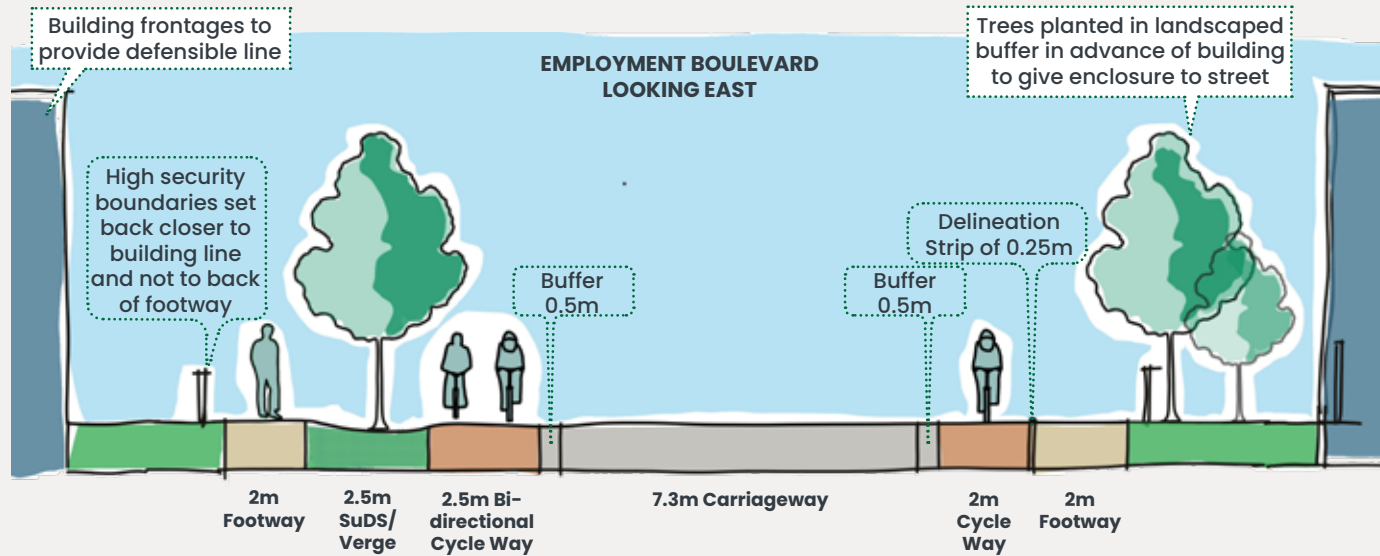 Building frontages to
provide defensible line
EMPLOYMENT BOULEVARD
LOOKING EAST
Trees planted in landscaped
buffer in advance of building
to give enclosure to street
High security
boundaries set
back closer to
building line
and not to back
of footway
Buffer
0.5m
Buffer
0.5m
Delineation
Strip of 0.25m
2m
Footway
2.5m
SuDS/
Verge
2.5m Bi-
directional
Cycle Way
7.3m Carriageway
2m
Cycle
Way
2m
Footway